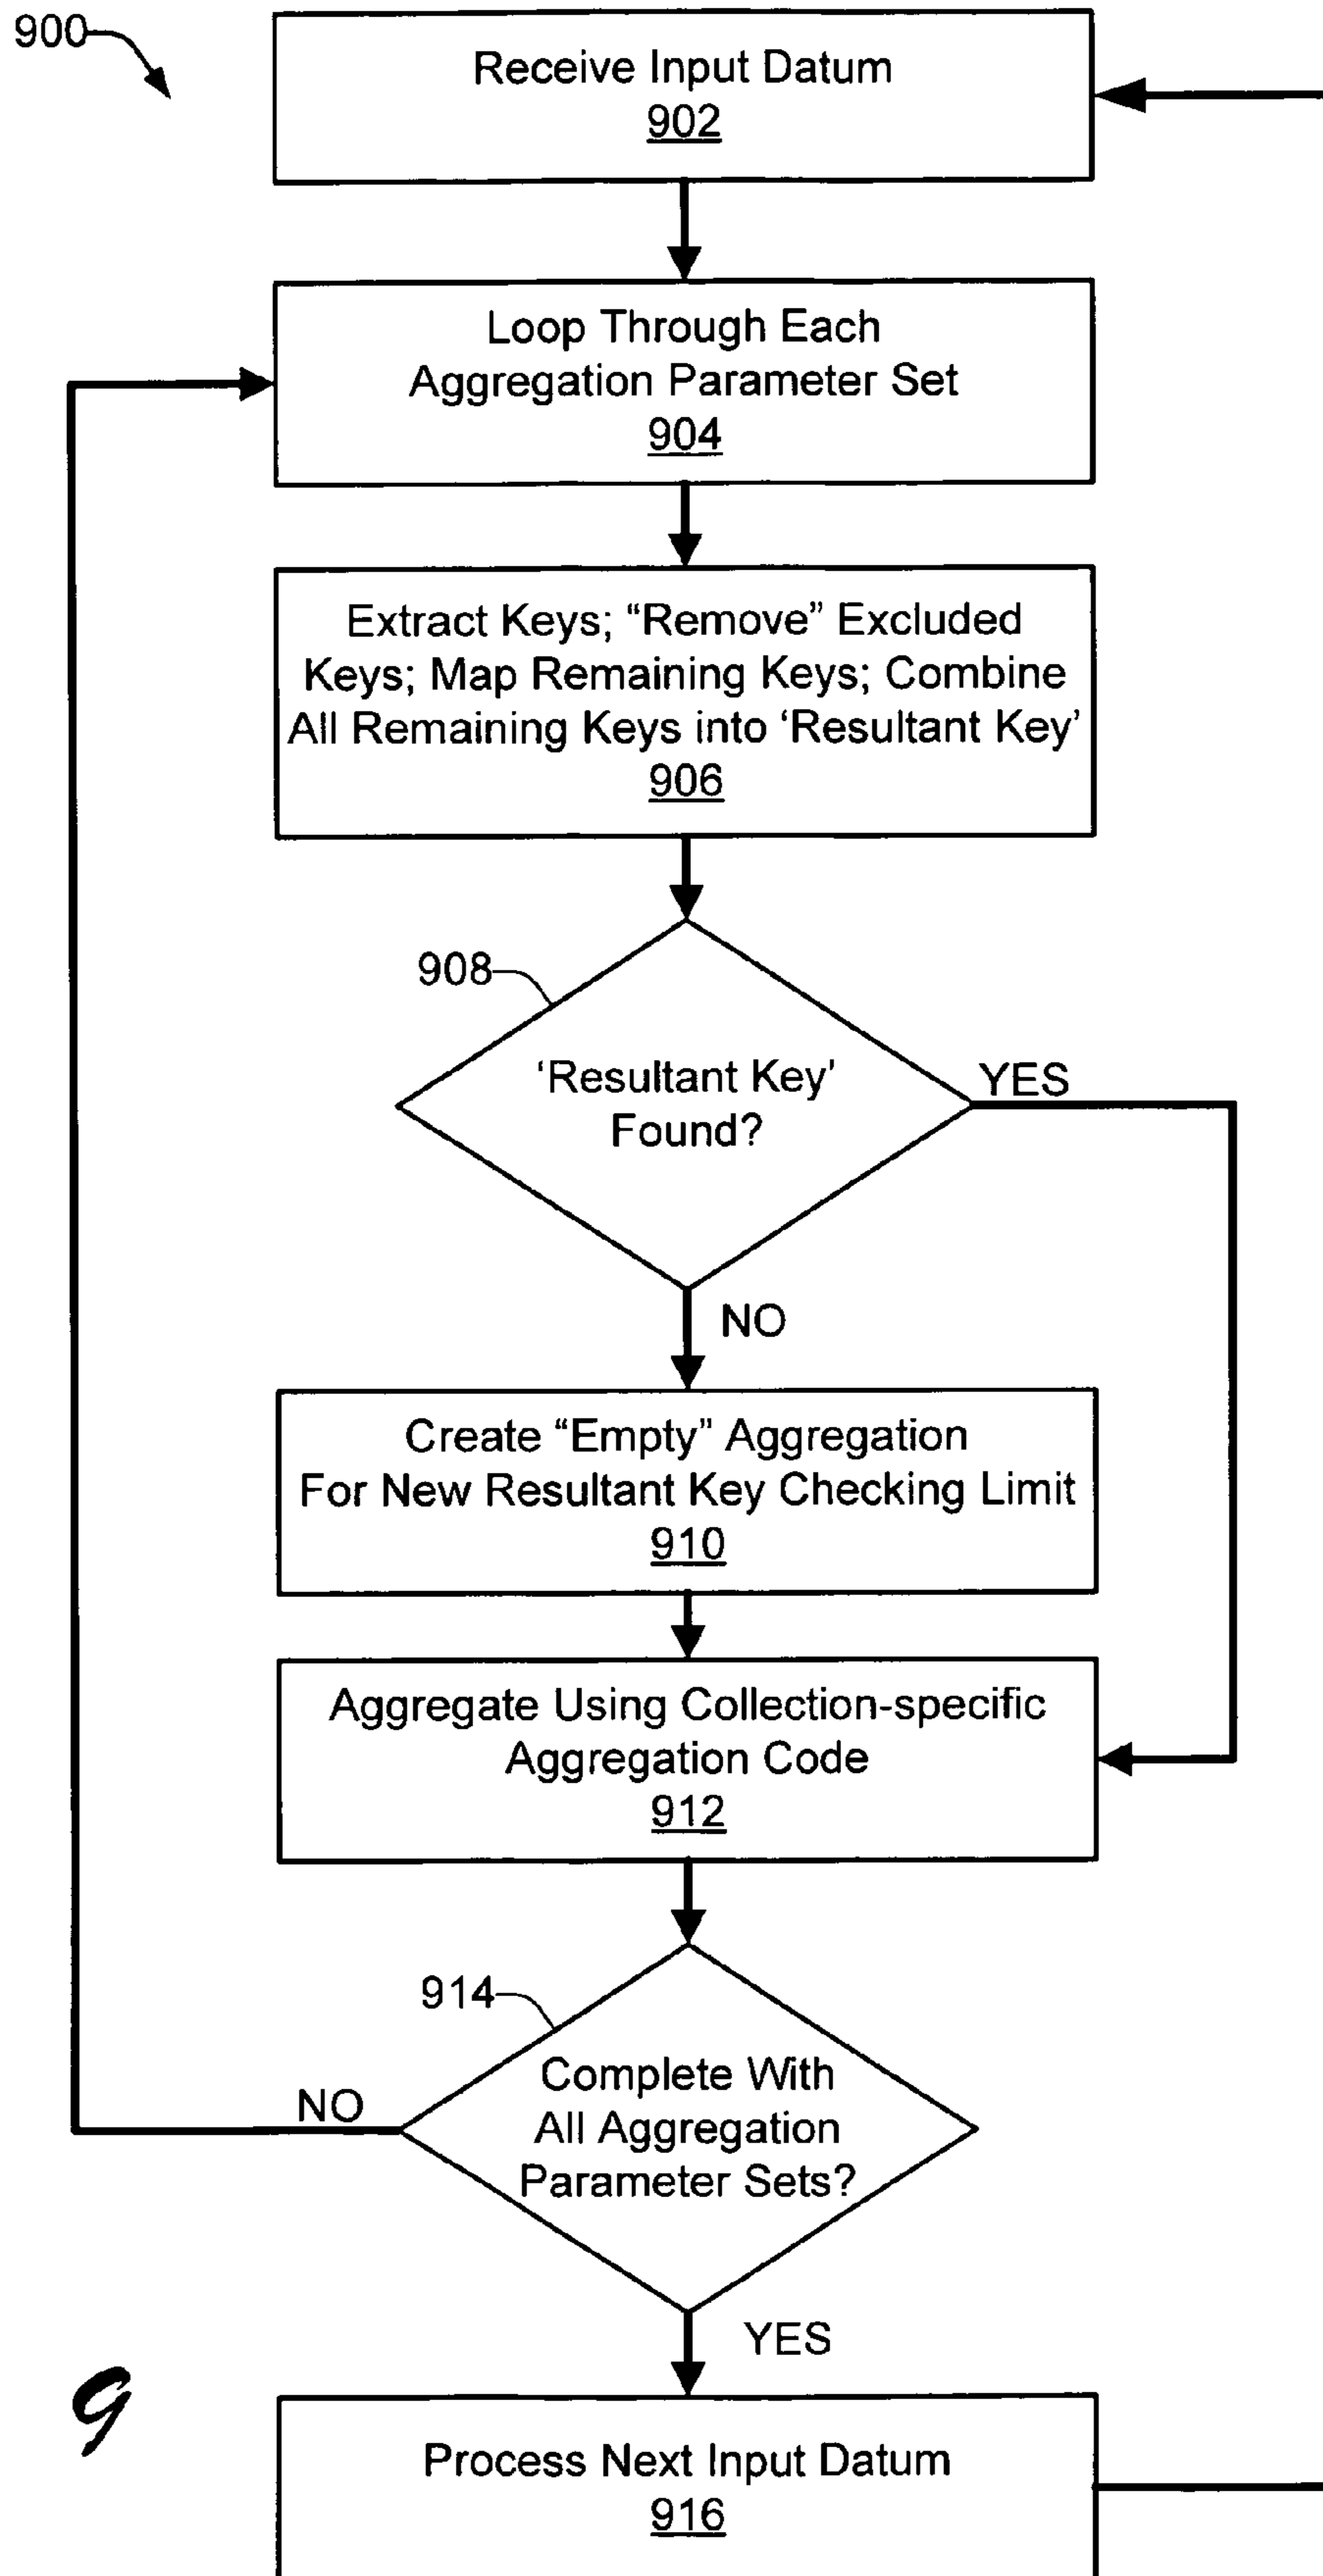 900
Receive Input Datum
902
Loop Through Each
Aggregation Parameter Set
904
Extract Keys; “Remove” Excluded
Keys; Map Remaining Keys; Combine
All Remaining Keys into ‘Resultant Key’
906
908
‘Resultant Key’
Found?
YES
NO
Create “Empty” Aggregation
For New Resultant Key Checking Limit
910
Aggregate Using Collection-specific
Aggregation Code
912
914
Complete With
All Aggregation
Parameter Sets?
NO
YES
9
Process Next Input Datum
916